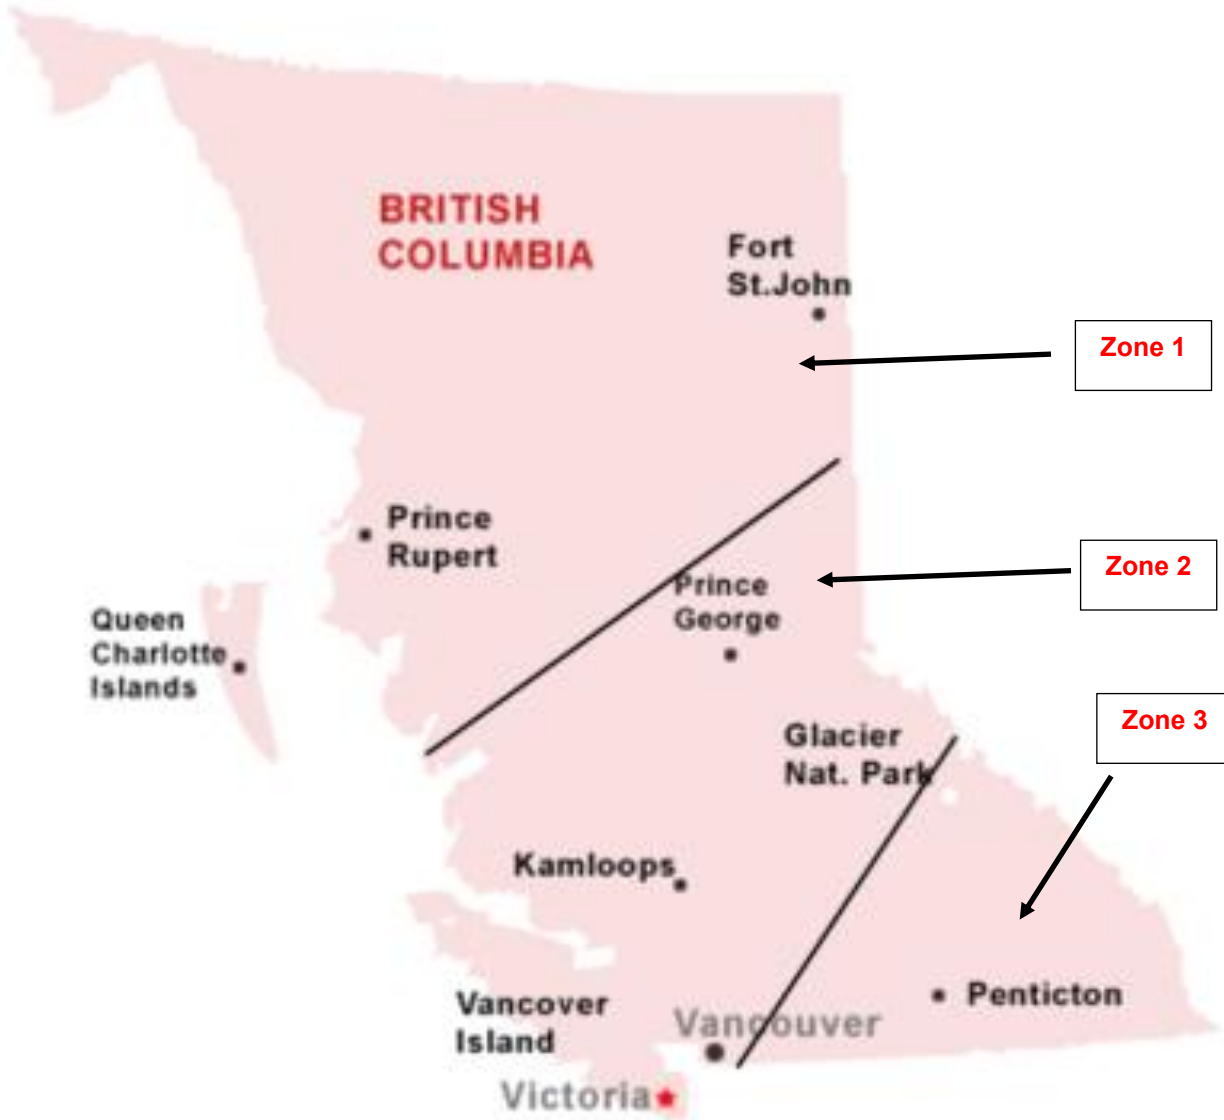 BRITISH
COLUMBIA
Fort
St.John
Zone 1
Prince
Rupert
Zone 2
Prince
George
Queen
Charlotte
Islands
Zone 3
Glacier
Nat. Park
Kamloops
Vancover
Island
Penticton
Vancouver
Victoria